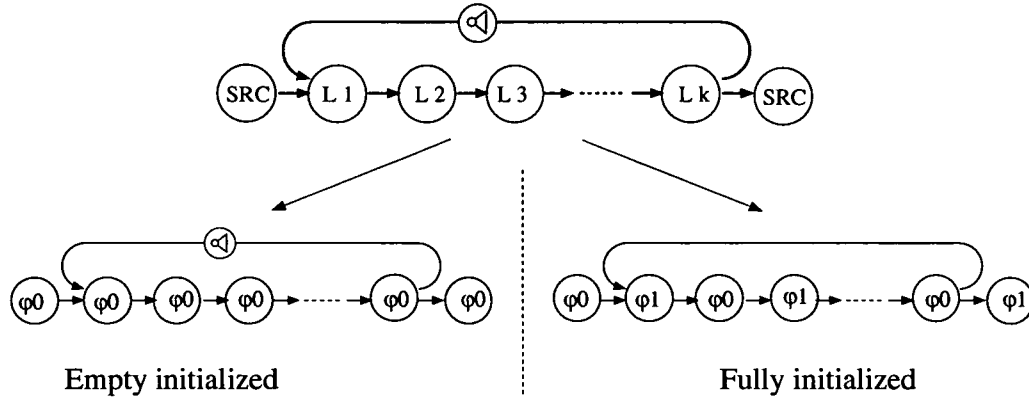 SRC L 1 L 2 L 3 L k SRC
φ0 φ0 φ0 φ0 φ0 φ0 φ0 φ1 φ0 φ1 φ0 φ1
Empty initialized Fully initialized